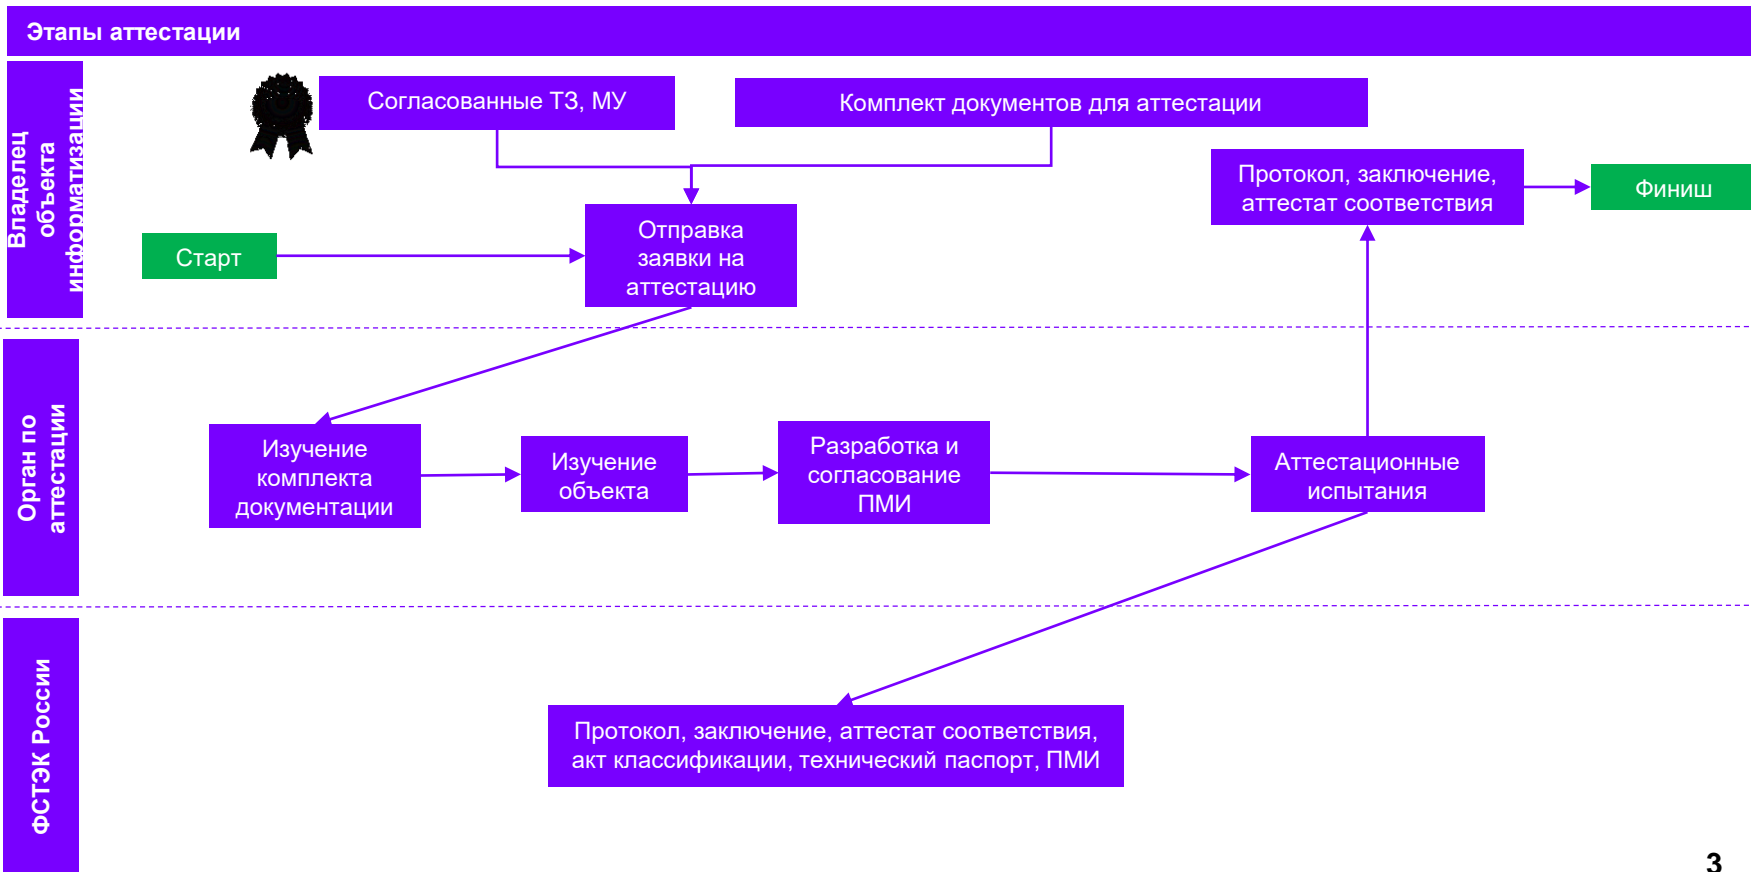 Этапы аттестации
Владелец
объекта
информатизации
Согласованные ТЗ, МУ
Комплект документов для аттестации
Протокол, заключение,
аттестат соответствия
Финиш
Старт
Отправка
заявки на
аттестацию
Орган по
аттестации
Изучение
комплекта
документации
Изучение
объекта
Разработка и
согласование
ПМИ
Аттестационные
испытания
ФСТЭК России
Протокол, заключение, аттестат соответствия,
акт классификации, технический паспорт, ПМИ
3